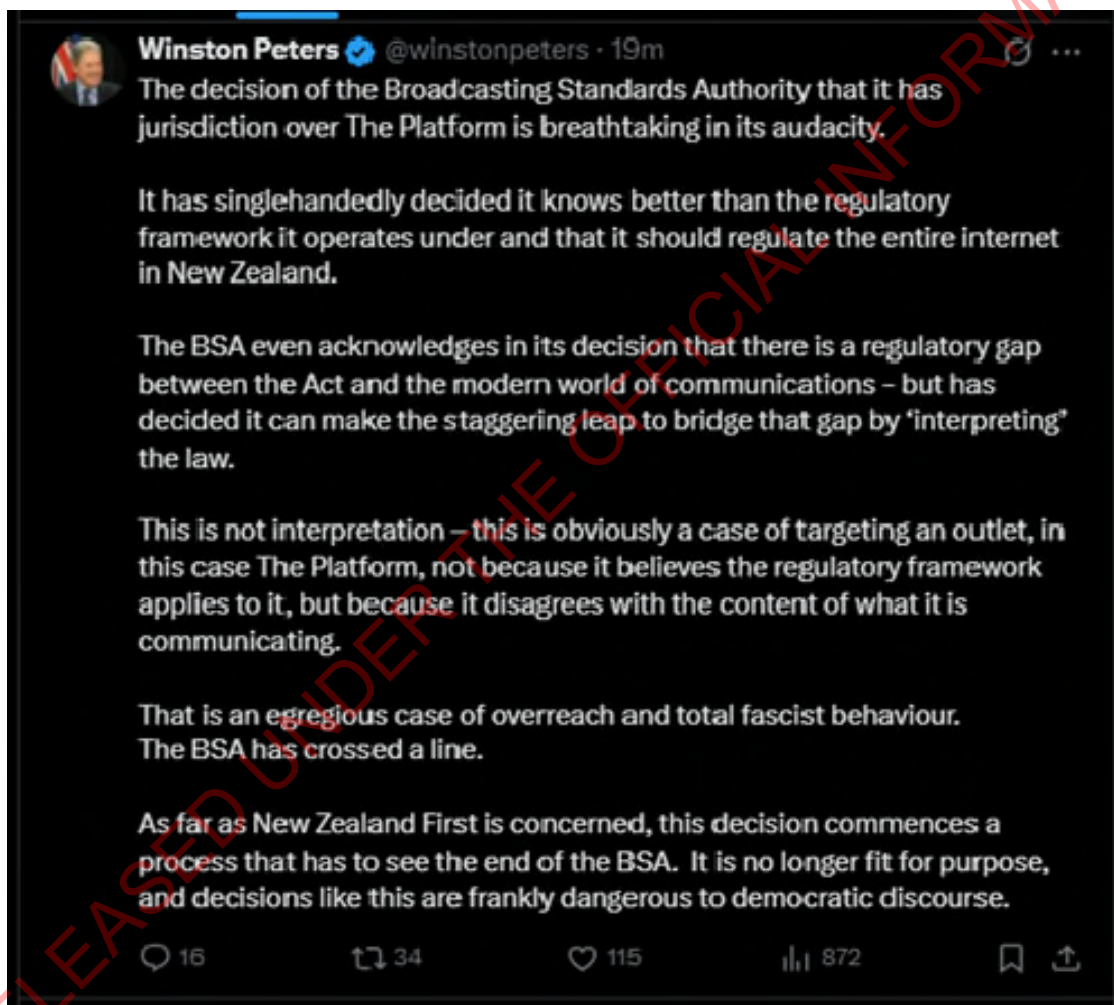 Winston Peters @winstonpeters · 19m
The decision of the Broadcasting Standards Authority that it has
jurisdiction over The Platform is breathtaking in its audacity.
It has singlehandedly decided it knows better than the regulatory
framework it operates under and that it should regulate the entire internet
in New Zealand.
The BSA even acknowledges in its decision that there is a regulatory gap
between the Act and the modern world of communications – but has
decided it can make the staggering leap to bridge that gap by ‘interpreting’
the law.
This is not interpretation – this is obviously a case of targeting an outlet, in
this case The Platform, not because it believes the regulatory framework
applies to it, but because it disagrees with the content of what it is
communicating.
That is an egregious case of overreach and total fascist behaviour.
The BSA has crossed a line.
As far as New Zealand First is concerned, this decision commences a
process that has to see the end of the BSA. It is no longer fit for purpose,
and decisions like this are frankly dangerous to democratic discourse.
16 34 115 872
LEASED UNDER THE OFFICIAL INFORMA